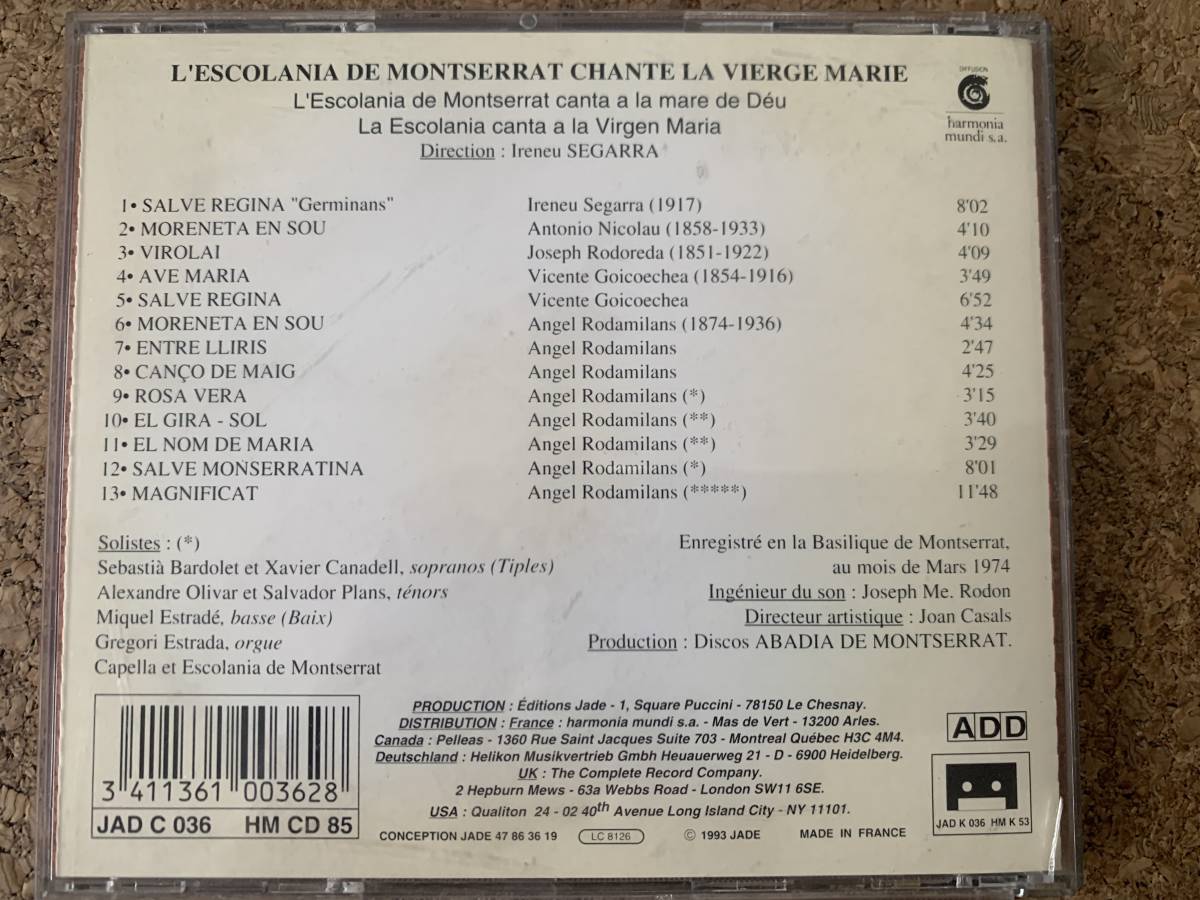 L'ESCOLANIA DE MONTSERRAT CHANTE LA VIERGE MARIE
L'Escolania de Montserrat canta a la mare de Déu
La Escolania canta a la Virgen Maria
Direction : Ireneu SEGARRA
DIFFUSION
harmonia
mundi s.a.
1• SALVE REGINA "Germinans" Ireneu Segarra (1917) 8'02
2• MORENETA EN SOU Antonio Nicolau (1858-1933) 4'10
3• VIROLAI Joseph Rodoreda (1851-1922) 4'09
4• AVE MARIA Vicente Goicoechea (1854-1916) 3'49
5• SALVE REGINA Vicente Goicoechea 6'52
6• MORENETA EN SOU Angel Rodamilans (1874-1936) 4'34
7• ENTRE LLIRIS Angel Rodamilans 2'47
8• CANÇO DE MAIG Angel Rodamilans 4'25
9• ROSA VERA Angel Rodamilans (*) 3'15
10• EL GIRA - SOL Angel Rodamilans (**) 3'40
11• EL NOM DE MARIA Angel Rodamilans (**) 3'29
12• SALVE MONSERRATINA Angel Rodamilans (*) 8'01
13• MAGNIFICAT Angel Rodamilans (*****) 11'48
Solistes : (*)
Sebastià Bardolet et Xavier Canadell, sopranos (Tiples)
Alexandre Olivar et Salvador Plans, ténors
Miquel Estradé, basse (Baix)
Gregori Estrada, orgue
Capella et Escolania de Montserrat
Enregistré en la Basilique de Montserrat,
au mois de Mars 1974
Ingénieur du son : Joseph Me. Rodon
Directeur artistique : Joan Casals
Production : Discos ABADIA DE MONTSERRAT.
3 411361 003628
JAD C 036 HM CD 85
PRODUCTION : Éditions Jade - 1, Square Puccini - 78150 Le Chesnay.
DISTRIBUTION : France : harmonia mundi s.a. - Mas de Vert - 13200 Arles.
Canada : Pelleas - 1360 Rue Saint Jacques Suite 703 - Montreal Québec H3C 4M4.
Deutschland : Helikon Musikvertrieb Gmbh Heuauerweg 21 - D - 6900 Heidelberg.
UK : The Complete Record Company.
2 Hepburn Mews - 63a Webbs Road - London SW11 6SE.
USA : Qualiton 24 - 02 40th Avenue Long Island City - NY 11101.
CONCEPTION JADE 47 86 36 19 LC 8126 © 1993 JADE MADE IN FRANCE
ADD
JAD K 036 HM K 53